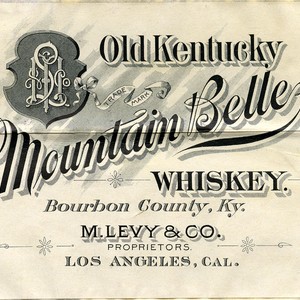 Old Kentucky
TRADE MARK
Mountain Belle
WHISKEY.
Bourbon County, Ky.
M. LEVY & CO.
PROPRIETORS.
LOS ANGELES, CAL.